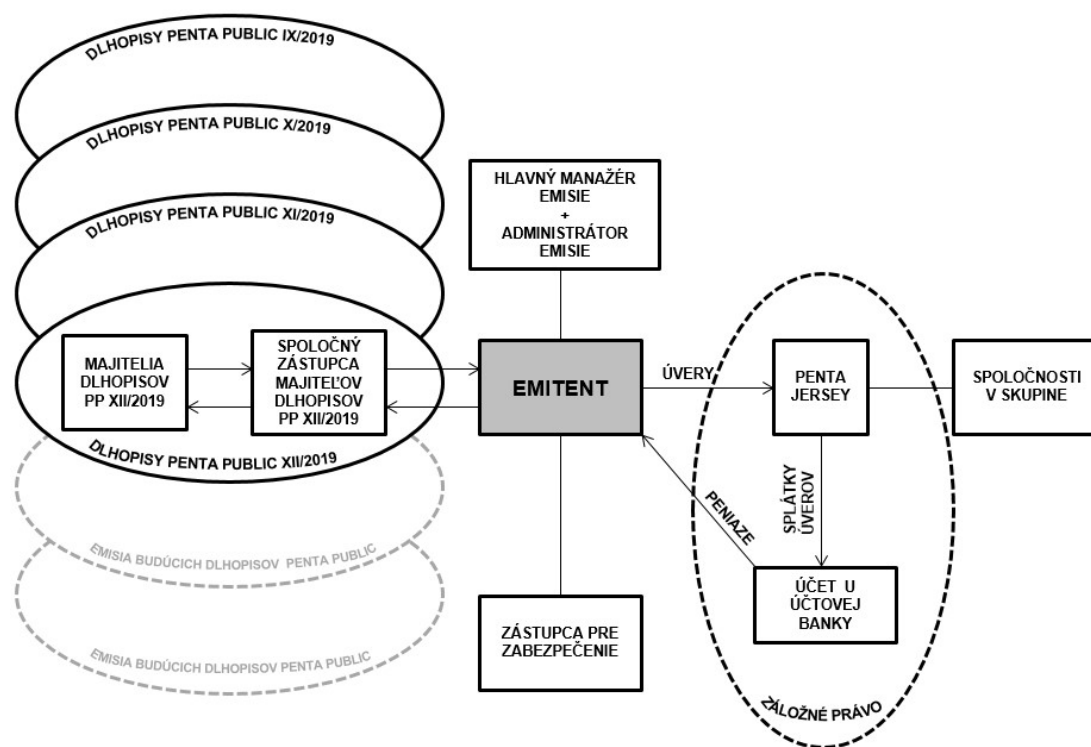 DLHOPISY PENTA PUBLIC IX/2019
DLHOPISY PENTA PUBLIC X/2019
DLHOPISY PENTA PUBLIC XI/2019
HLAVNÝ MANAŽÉR
EMISIE
+
ADMINISTRÁTOR
EMISIE
MAJITELIA
DLHOPISOV
PP XII/2019
SPOLOČNÝ
ZÁSTUPCA
MAJITEĽOV
DLHOPISOV
PP XII/2019
EMITENT
ÚVERY
PENTA
JERSEY
SPOLOČNOSTI
V SKUPINE
DLHOPISY PENTA PUBLIC XII/2019
PENIAZE
SPLÁTKY
ÚVEROV
EMISIA BUDÚCICH DLHOPISOV PENTA PUBLIC
ÚČET U
ÚČTOVEJ
BANKY
ZÁSTUPCA PRE
ZABEZPEČENIE
EMISIA BUDÚCICH DLHOPISOV PENTA PUBLIC
ZÁLOŽNÉ PRÁVO